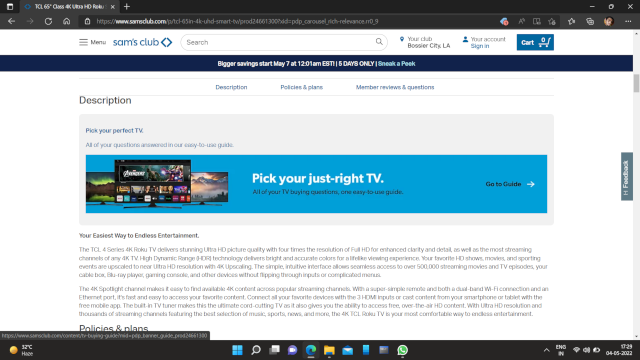 TCL 65" Class 4K Ultra HD Roku
https://www.samsclub.com/p/tcl-65in-4k-uhd-smart-tv/prod24661300?xid=pdp_carousel_rich-relevance.rr0_9
Menu
sam's club
Search
Your club
Bossier City, LA
Your account
Sign in
Cart
0
Bigger savings start May 7 at 12:01am EST! | 5 DAYS ONLY | Sneak a Peek
Description
Policies & plans
Member reviews & questions
Description
Pick your perfect TV.
All of your questions answered in our easy-to-use guide.
Pick your just-right TV.
All of your TV buying questions, one easy-to-use guide.
Go to Guide
Feedback
Your Easiest Way to Endless Entertainment.
The TCL 4 Series 4K Roku TV delivers stunning Ultra HD picture quality with four times the resolution of Full HD for enhanced clarity and detail, as well as the most streaming
channels of any 4K TV. High Dynamic Range (HDR) technology delivers bright and accurate colors for a lifelike viewing experience. Your favorite HD shows, movies, and sporting
events are upscaled to near Ultra HD resolution with 4K Upscaling. The simple, intuitive interface allows seamless access to over 500,000 streaming movies and TV episodes, your
cable box, Blu-ray player, gaming console, and other devices without flipping through inputs or complicated menus.
The 4K Spotlight channel makes it easy to find available 4K content across popular streaming channels. With a super-simple remote and both a dual-band Wi-Fi connection and an
Ethernet port, it's fast and easy to access your favorite content. Connect all your favorite devices with the 3 HDMI inputs or cast content from your smartphone or tablet with the
free mobile app. The built-in TV tuner makes this the ultimate cord-cutting TV as it also gives you the ability to access free, over-the-air HD content. With Ultra HD resolution and
thousands of streaming channels featuring the best selection of music, sports, news, and more, the 4K TCL Roku TV is your most comfortable way to endless entertainment.
Policies & plans
https://www.samsclub.com/content/tv-buying-guide?xid=pdp_banner_guide_prod24661300
32°C
Haze
ENG
IN
17:23
04-05-2022